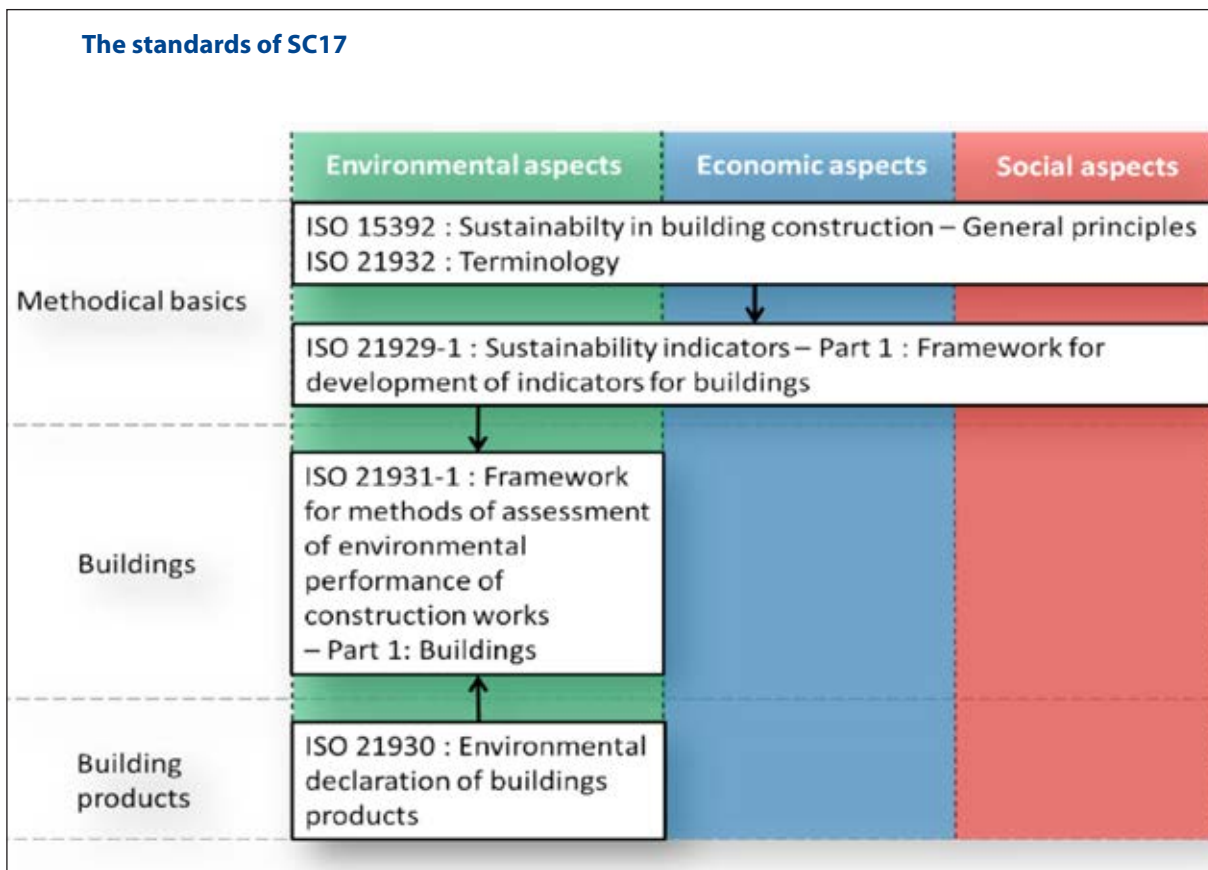 The standards of SC17
Environmental aspects
Economic aspects
Social aspects
Methodical basics
ISO 15392 : Sustainabilty in building construction – General principles
ISO 21932 : Terminology
ISO 21929-1 : Sustainability indicators – Part 1 : Framework for
development of indicators for buildings
Buildings
ISO 21931-1 : Framework
for methods of assessment
of environmental
performance of
construction works
– Part 1: Buildings
Building
products
ISO 21930 : Environmental
declaration of buildings
products